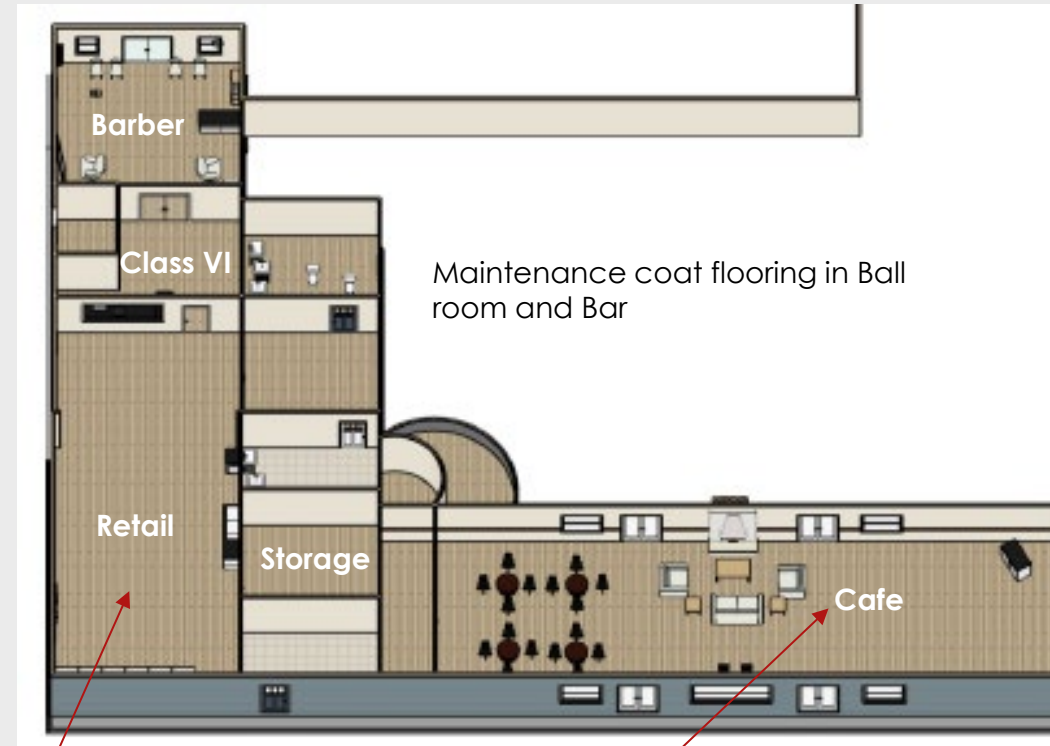 Barber
Class VI
Maintenance coat flooring in Ball
room and Bar
Retail
Storage
Cafe